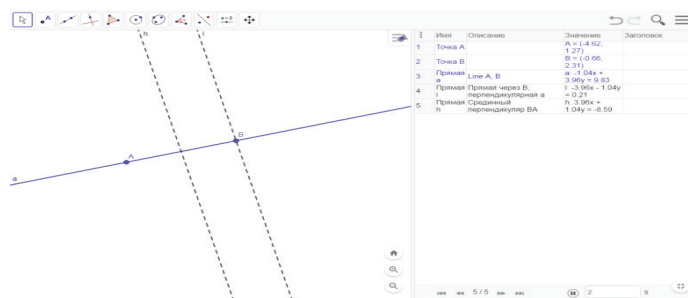 Имя Описание Значение Заголовок
1 Точка A A = (-4.62, 1.27)
2 Точка B B = (-0.66, 2.31)
3 Прямая a Line A, B a: -1.04x + 3.96y = 9.83
4 Прямая l Прямая через B, перпендикулярная a l: -3.96x - 1.04y = 0.21
5 Прямая h Срединный перпендикуляр BA h: 3.96x + 1.04y = -8.59
h
l
B
A
a
5 / 5 2 s